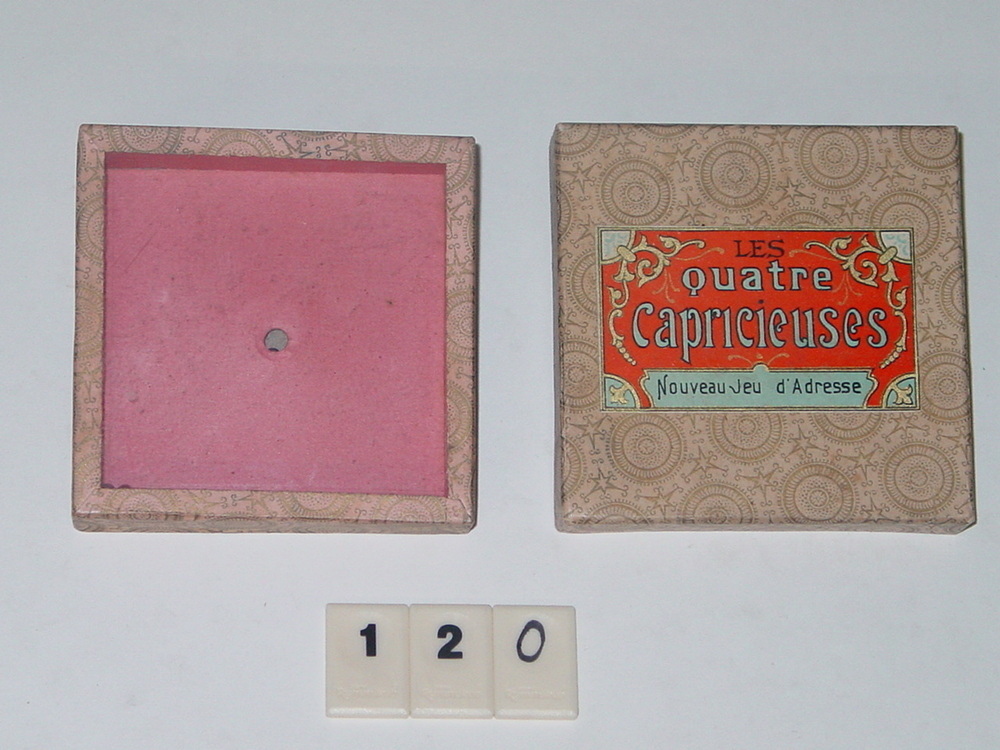 LES
Quatre
Capricieuses
Nouveau Jeu d'Adresse
1 2 0